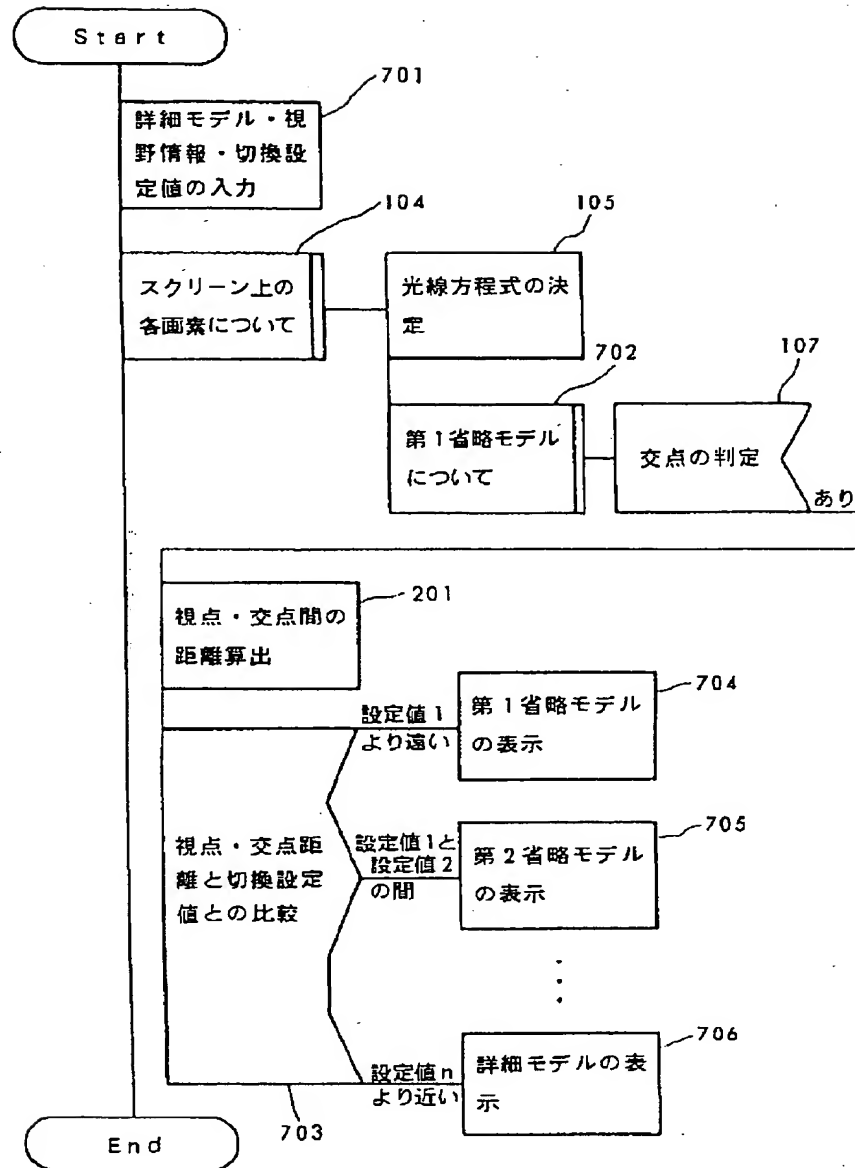 Start
701
詳細モデル・視
野情報・切換設
定値の入力
104
スクリーン上の
各画素について
105
光線方程式の決
定
702
第1省略モデル
について
107
交点の判定
あり
201
視点・交点間の
距離算出
設定値1
より遠い
704
第1省略モデル
の表示
視点・交点距
離と切換設定
値との比較
設定値1と
設定値2
の間
705
第2省略モデル
の表示
設定値n
より近い
706
詳細モデルの表
示
703
End